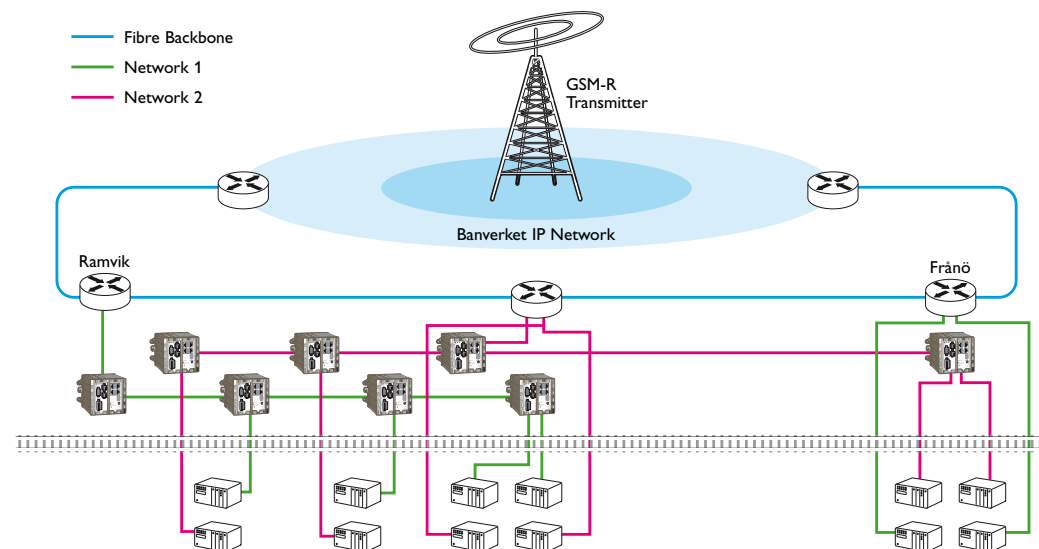 Fibre Backbone
Network 1
Network 2
GSM-R
Transmitter
Banverket IP Network
Ramvik
Frånö